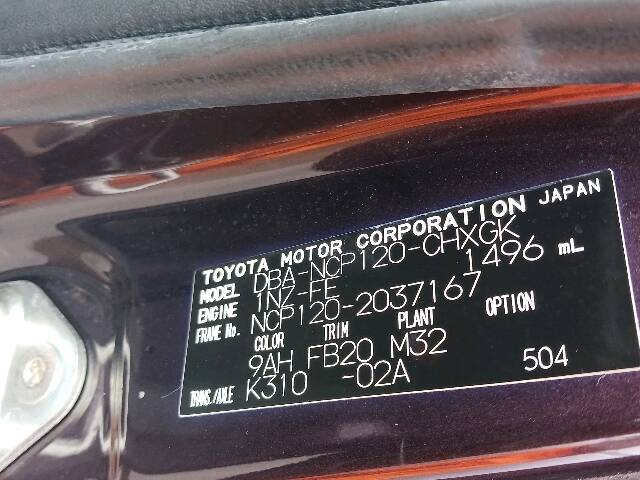 TOYOTA MOTOR CORPORATION JAPAN
MODEL DBA-NCP120-CHXGK
ENGINE 1NZ-FE 1496 mL
FRAME No. NCP120-2037167
COLOR TRIM PLANT OPTION
9AH FB20 M32
TRANS./AXLE K310 -02A 504